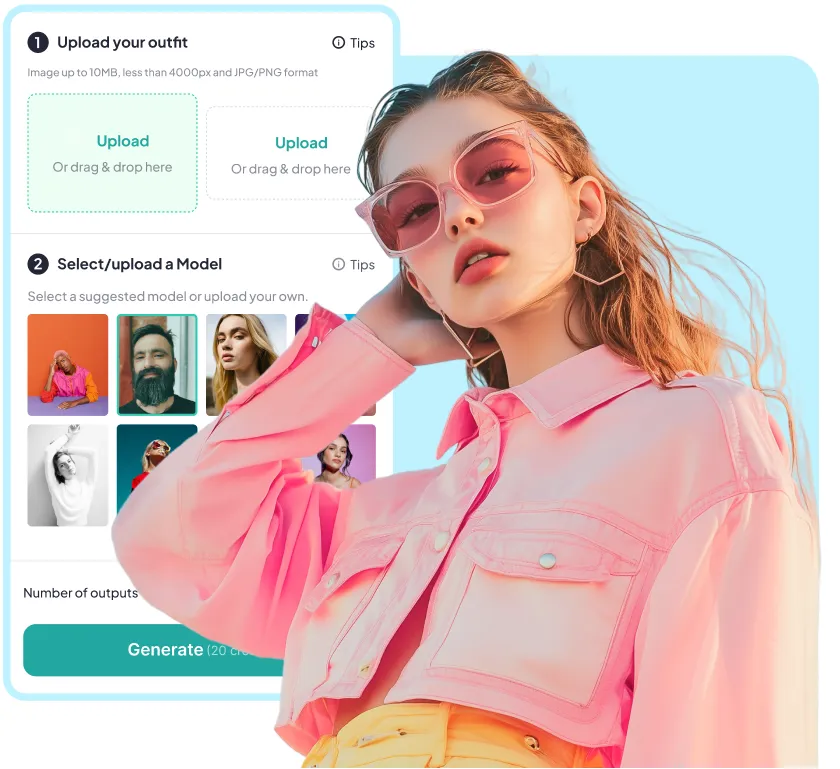 1 Upload your outfit
Tips
Image up to 10MB, less than 4000px and JPG/PNG format
Upload
Or drag & drop here
Upload
Or drag & drop here
2 Select/upload a Model
Tips
Select a suggested model or upload your own.
Number of outputs
Generate (20